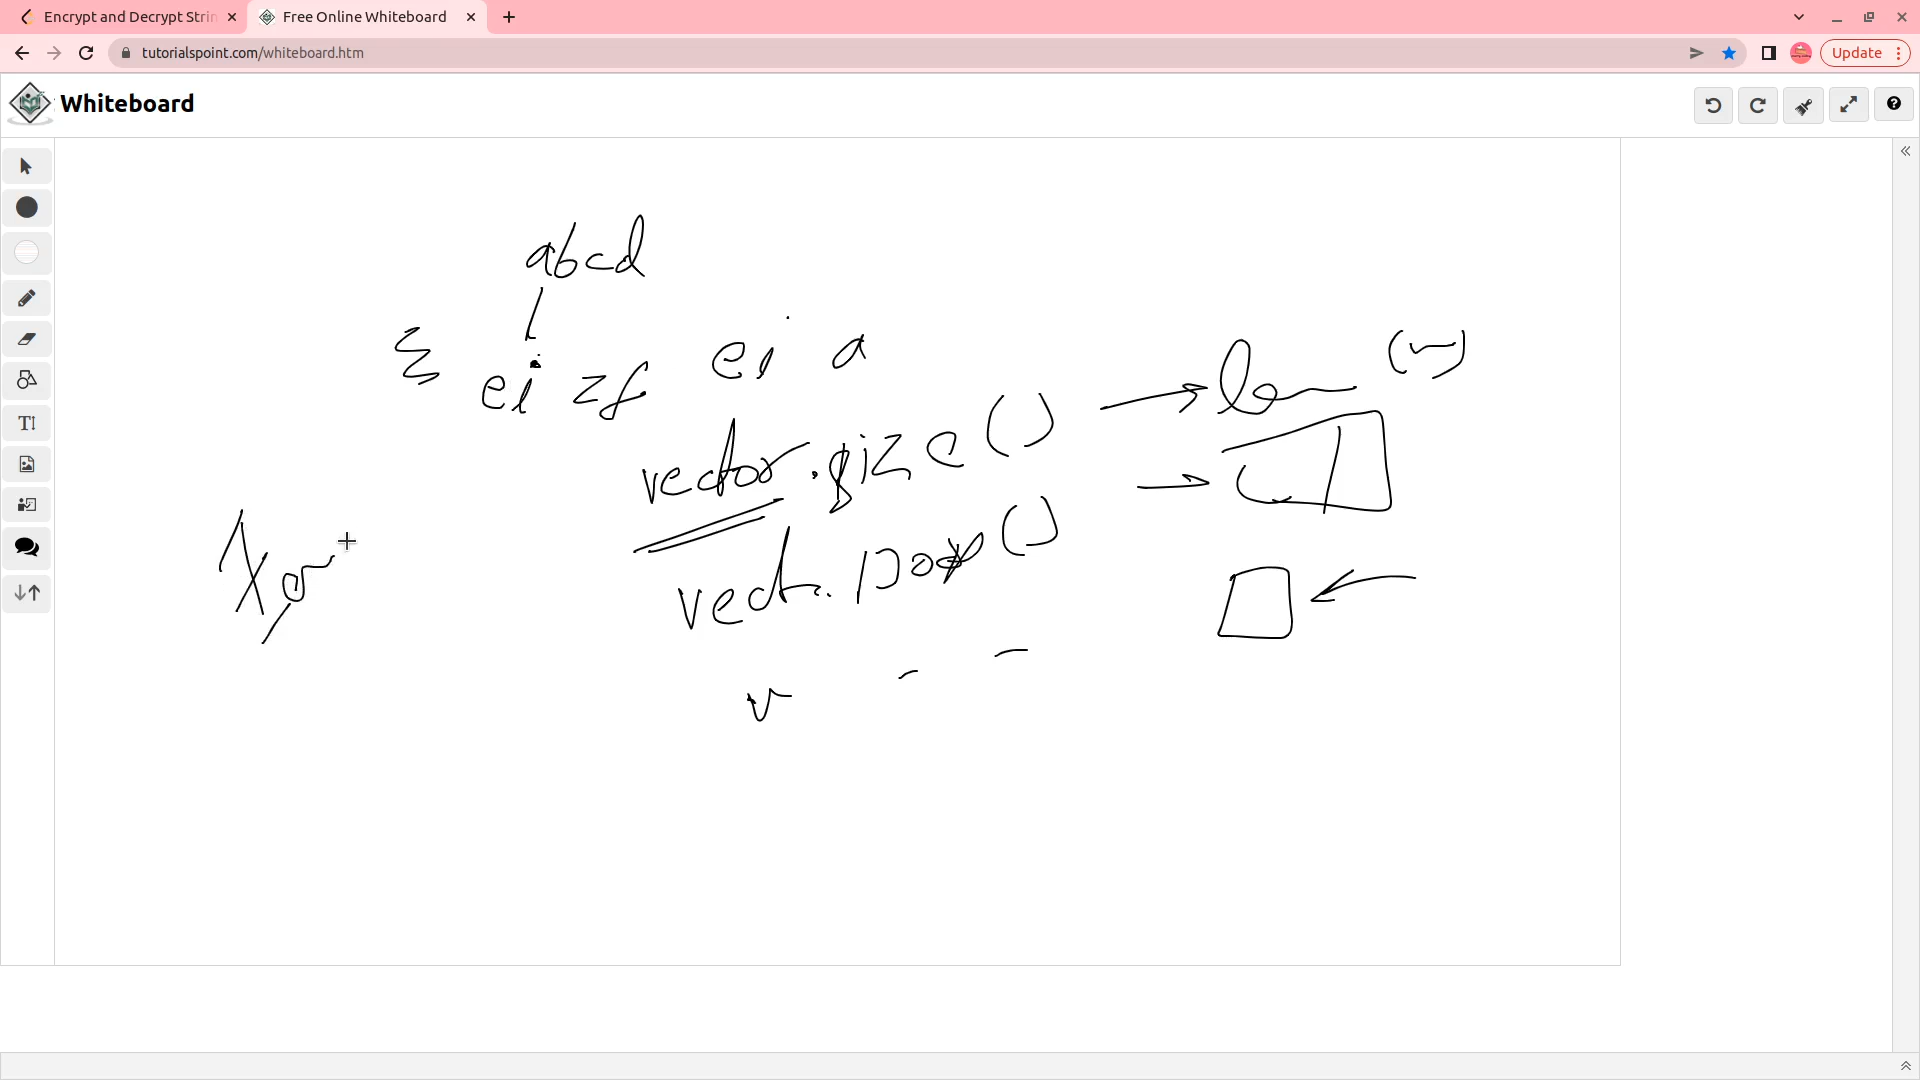 Encrypt and Decrypt Strin
Free Online Whiteboard
tutorialspoint.com/whiteboard.htm
Update
Whiteboard
abcd
ei zf ei a
vector.size()
vect.pop()
v